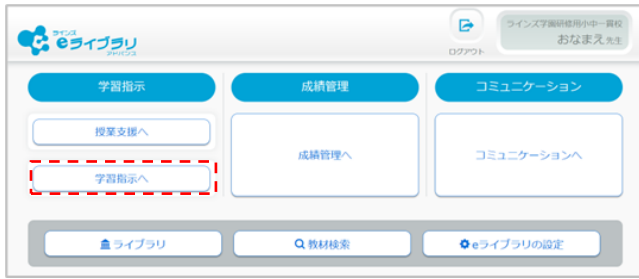 ラインズ
eライブラリ
アドバンス
ログアウト
ラインズ学園研修用小中一貫校
おなまえ先生
学習指示
成績管理
コミュニケーション
授業支援へ
学習指示へ
成績管理へ
コミュニケーションへ
ライブラリ
教材検索
eライブラリの設定